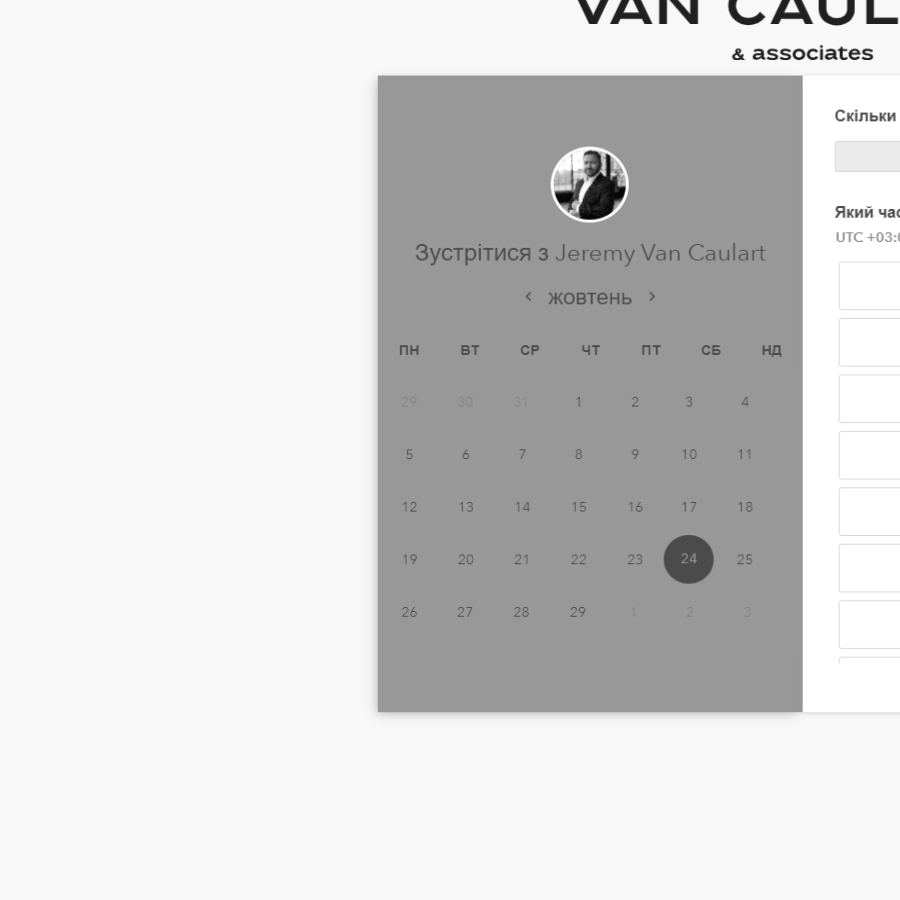 VAN CAUL
& associates
Зустрітися з Jeremy Van Caulart
жовтень
ПН ВТ СР ЧТ ПТ СБ НД
29 30 31 1 2 3 4
5 6 7 8 9 10 11
12 13 14 15 16 17 18
19 20 21 22 23 24 25
26 27 28 29 1 2 3
Скільки
Який час
UTC +03:0